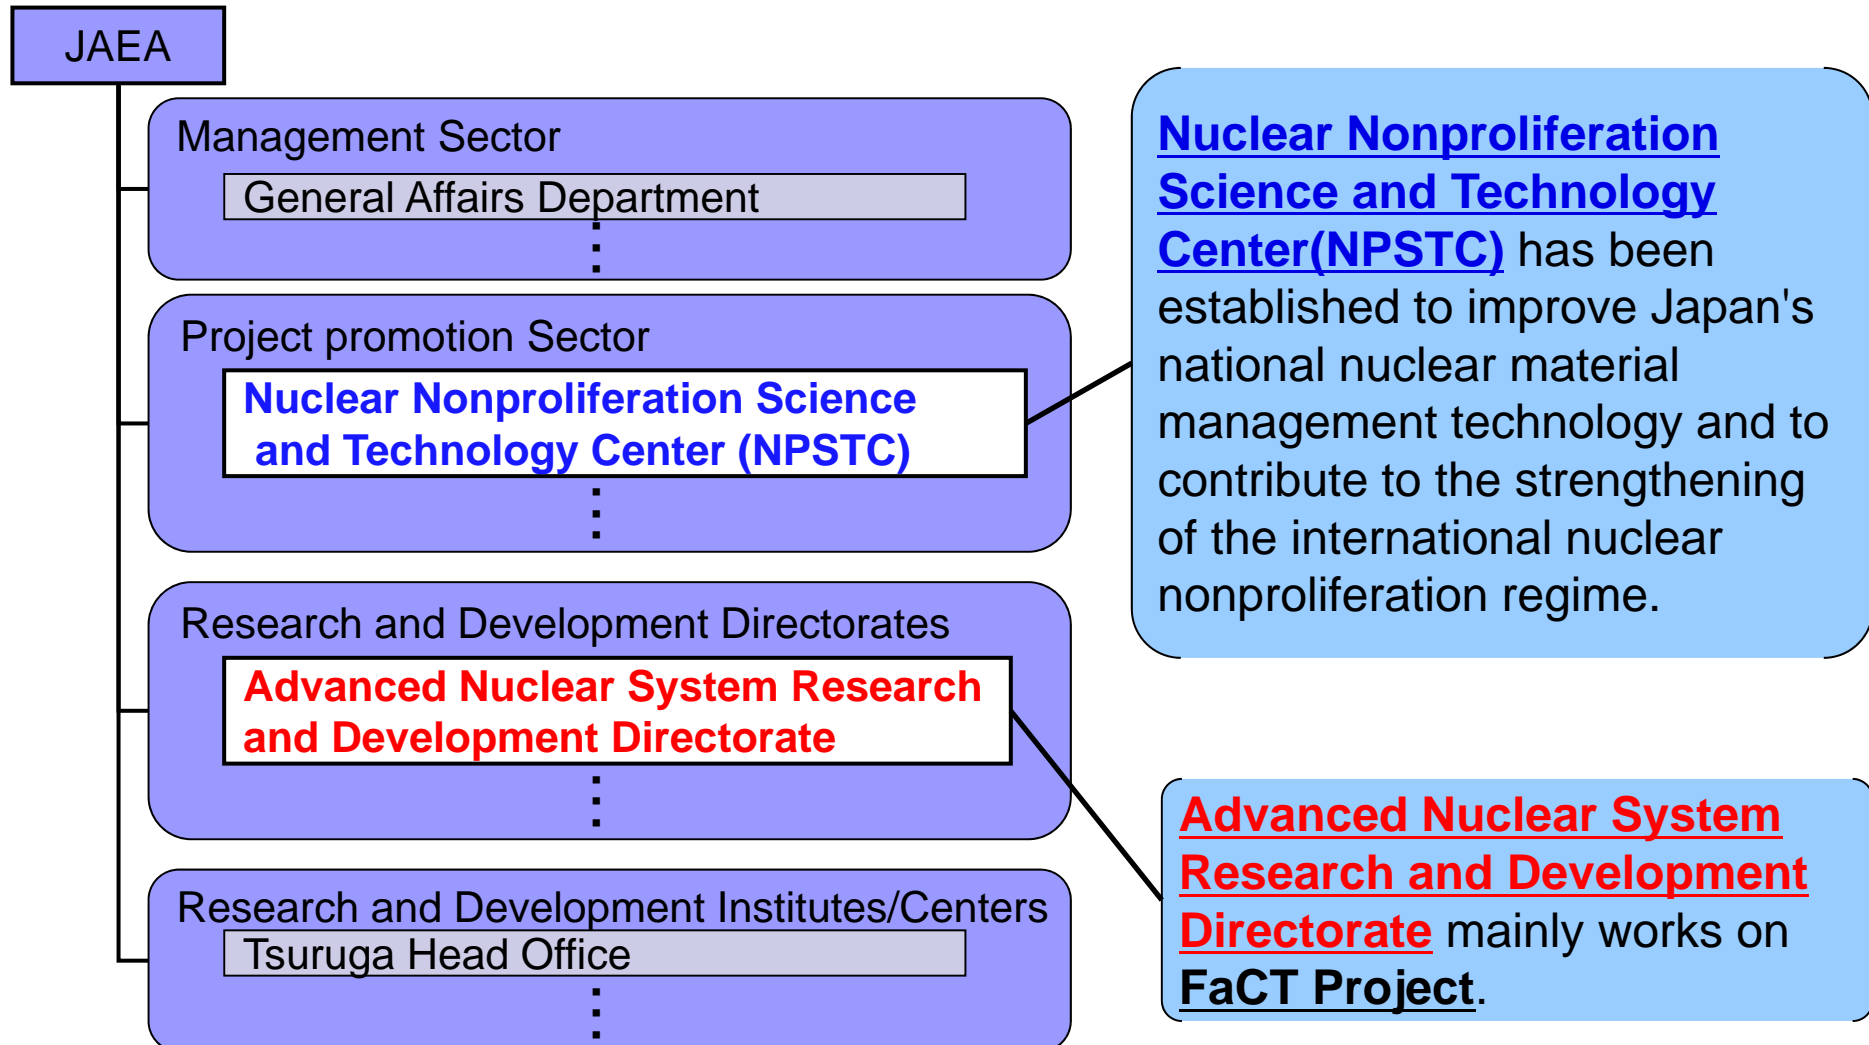 JAEA
Management Sector
General Affairs Department
Project promotion Sector
Nuclear Nonproliferation Science
and Technology Center (NPSTC)
Research and Development Directorates
Advanced Nuclear System Research
and Development Directorate
Research and Development Institutes/Centers
Tsuruga Head Office
Nuclear Nonproliferation
Science and Technology
Center(NPSTC) has been
established to improve Japan's
national nuclear material
management technology and to
contribute to the strengthening
of the international nuclear
nonproliferation regime.
Advanced Nuclear System
Research and Development
Directorate mainly works on
FaCT Project.